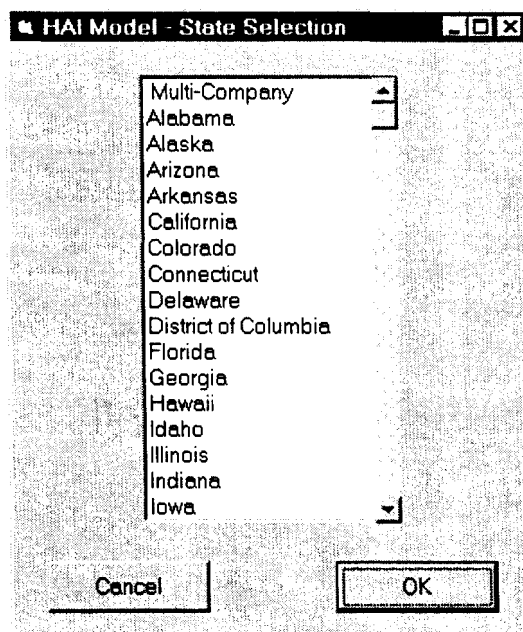 HAI Model - State Selection
Multi-Company
Alabama
Alaska
Arizona
Arkansas
California
Colorado
Connecticut
Delaware
District of Columbia
Florida
Georgia
Hawaii
Idaho
Illinois
Indiana
Iowa
Cancel OK